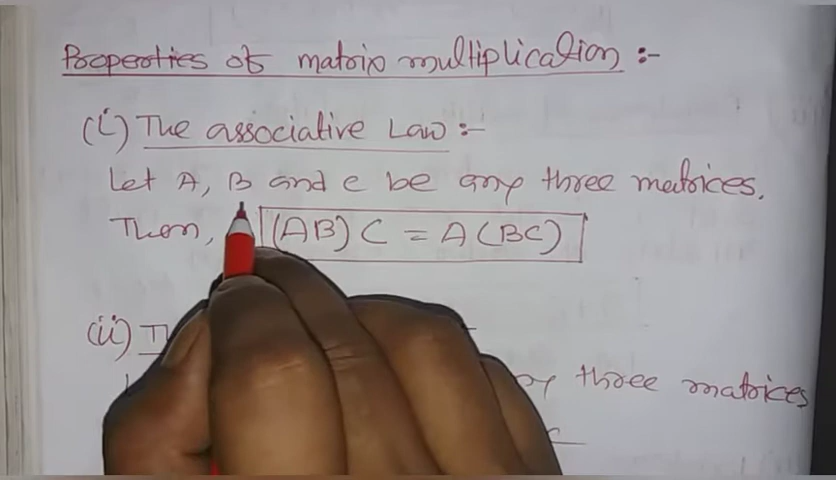 Properties of matrix multiplication :-
(i) The associative Law :-
Let A, B and C be any three matrices.
Then, (AB) C = A (BC)
(ii)
three matrices